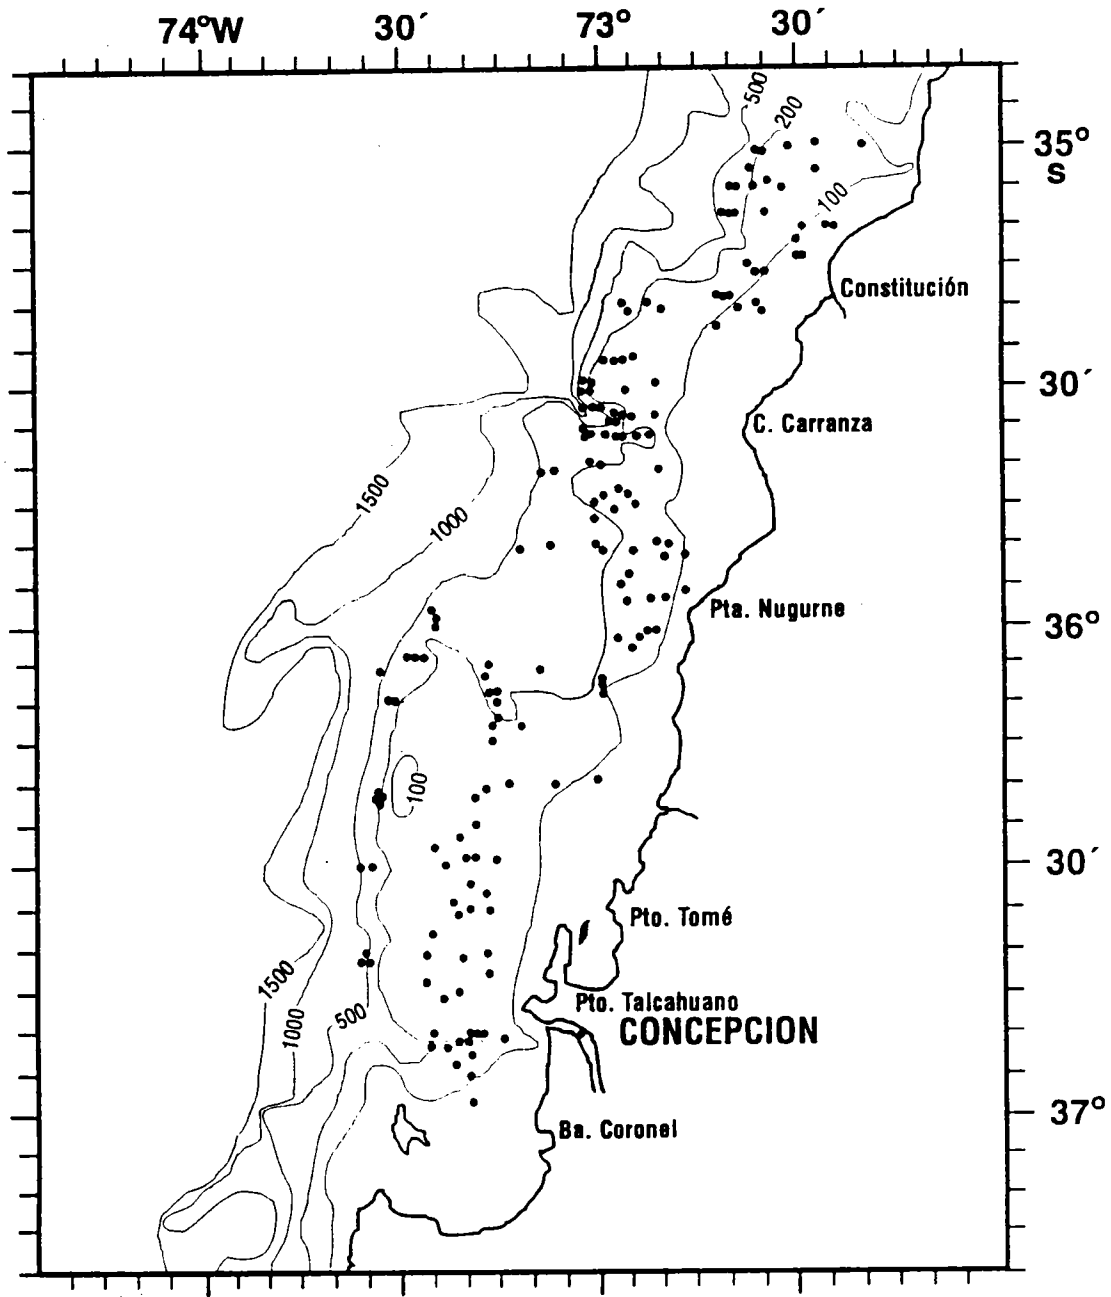 74°W 30´ 73° 30´
500
200
35°
S
100
Constitución
30´
C. Carranza
1500
1000
Pta. Nugurne
36°
100
30´
Pto. Tomé
1500
Pto. Talcahuano
500
1000
CONCEPCION
37°
Ba. Coronel